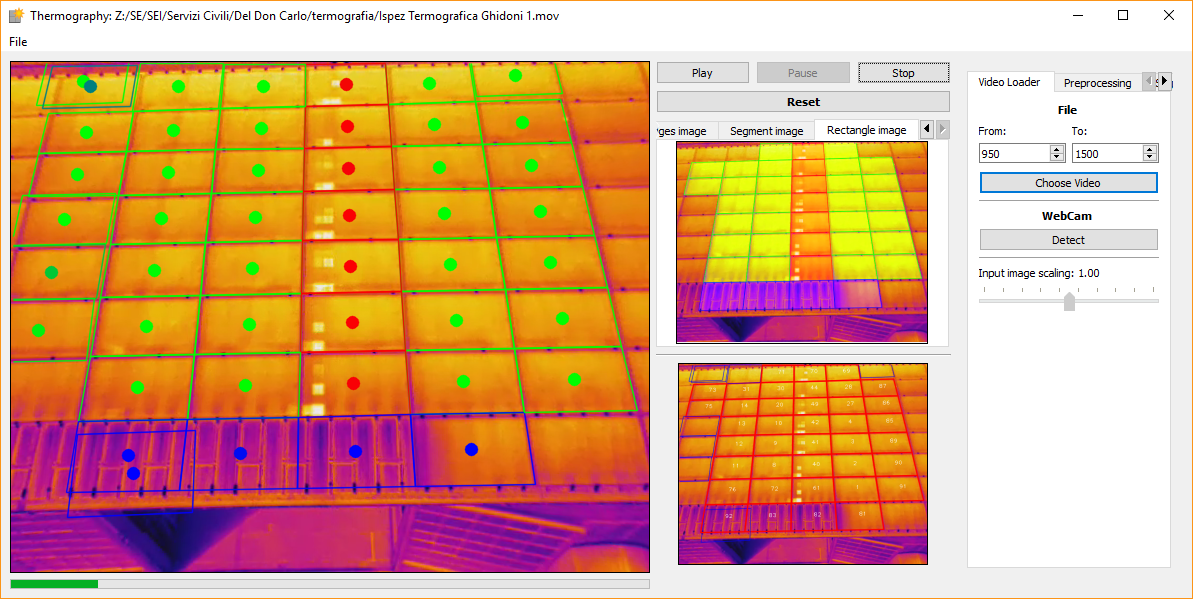 Thermography: Z:/SE/SEI/Servizi Civili/Del Don Carlo/termografia/Ispez Termografica Ghidoni 1.mov
File
Play
Pause
Stop
Reset
ges image
Segment image
Rectangle image
Video Loader
Preprocessing
File
From:
To:
950
1500
Choose Video
WebCam
Detect
Input image scaling: 1.00